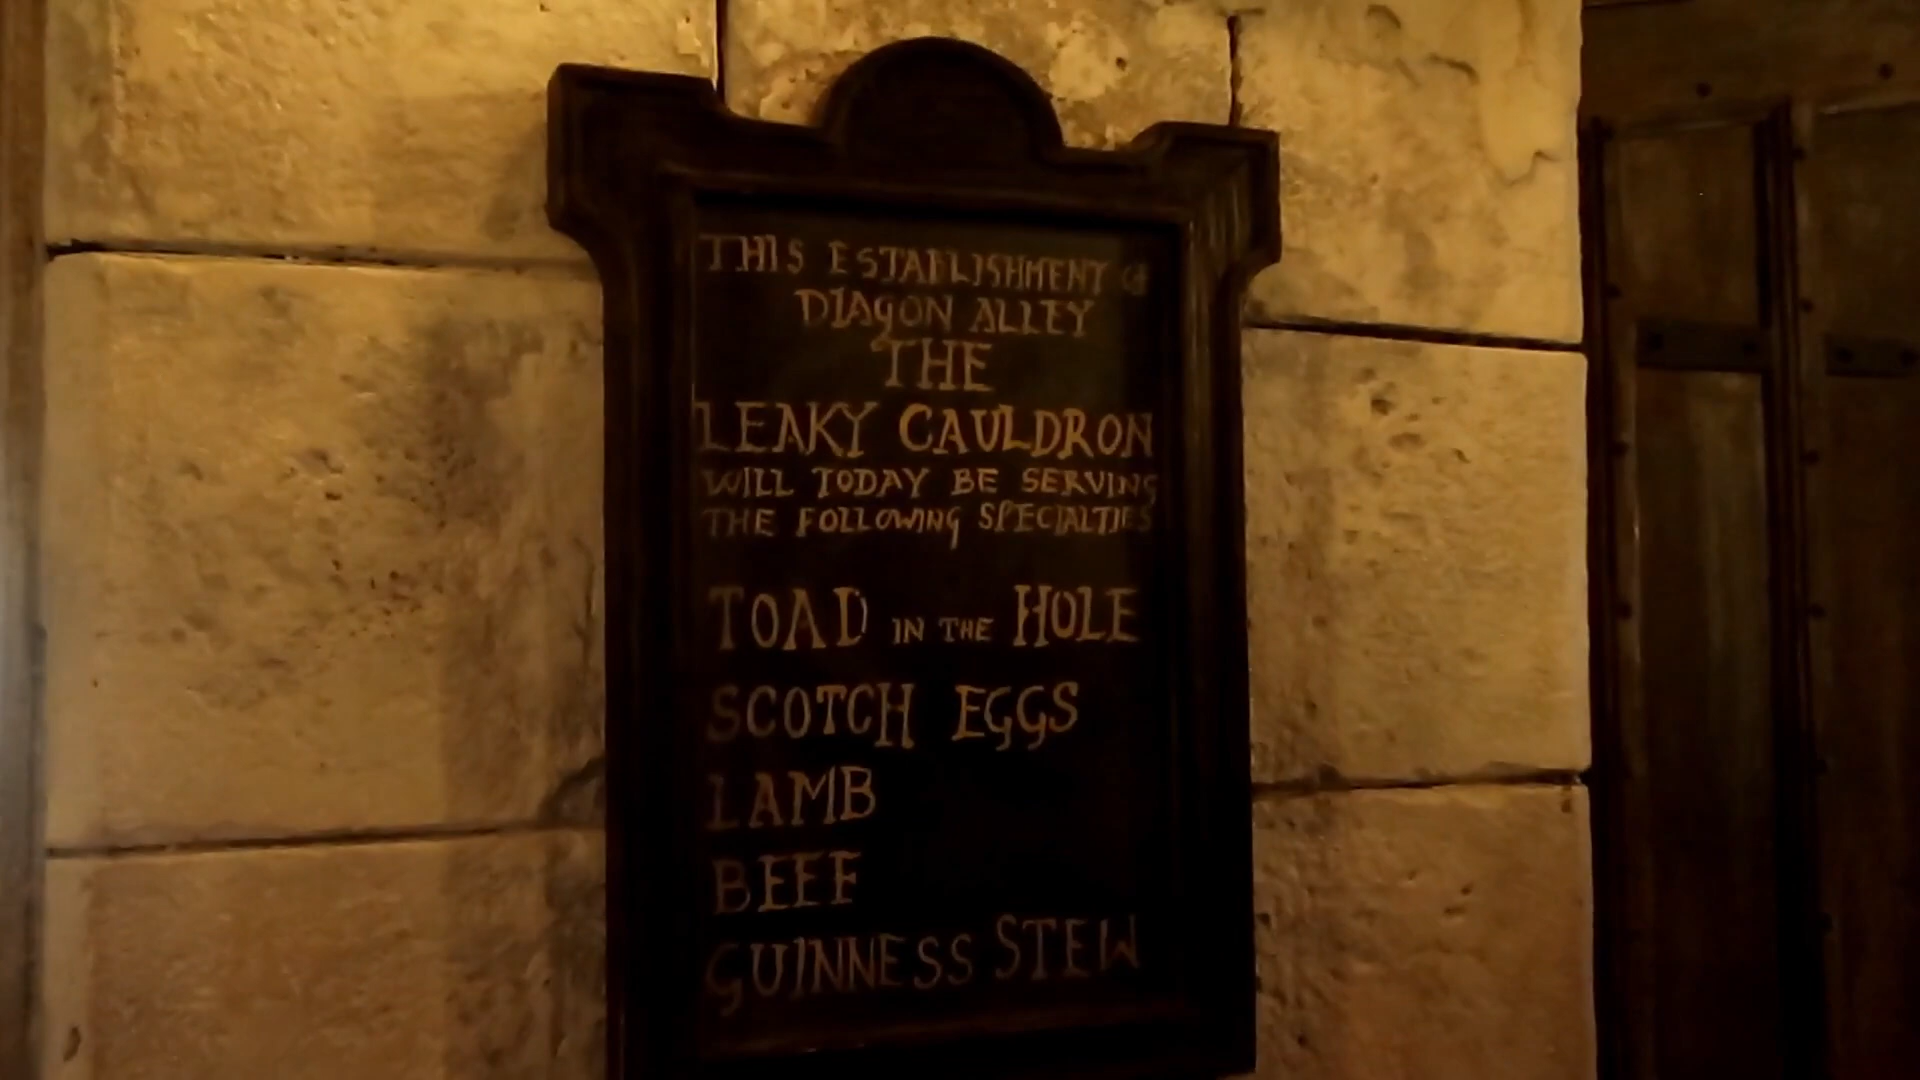 THIS ESTABLISHMENT of
DIAGON ALLEY
THE
LEAKY CAULDRON
WILL TODAY BE SERVING
THE FOLLOWING SPECIALTIES
TOAD IN THE HOLE
SCOTCH EGGS
LAMB
BEEF
GUINNESS STEW